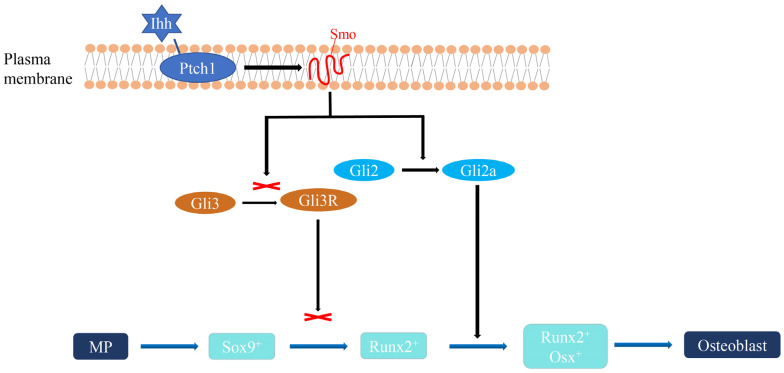 Ihh
Smo
Plasma
membrane
Ptch1
Gli2
Gli2a
Gli3
Gli3R
MP
Sox9⁺
Runx2⁺
Runx2⁺
Osx⁺
Osteoblast